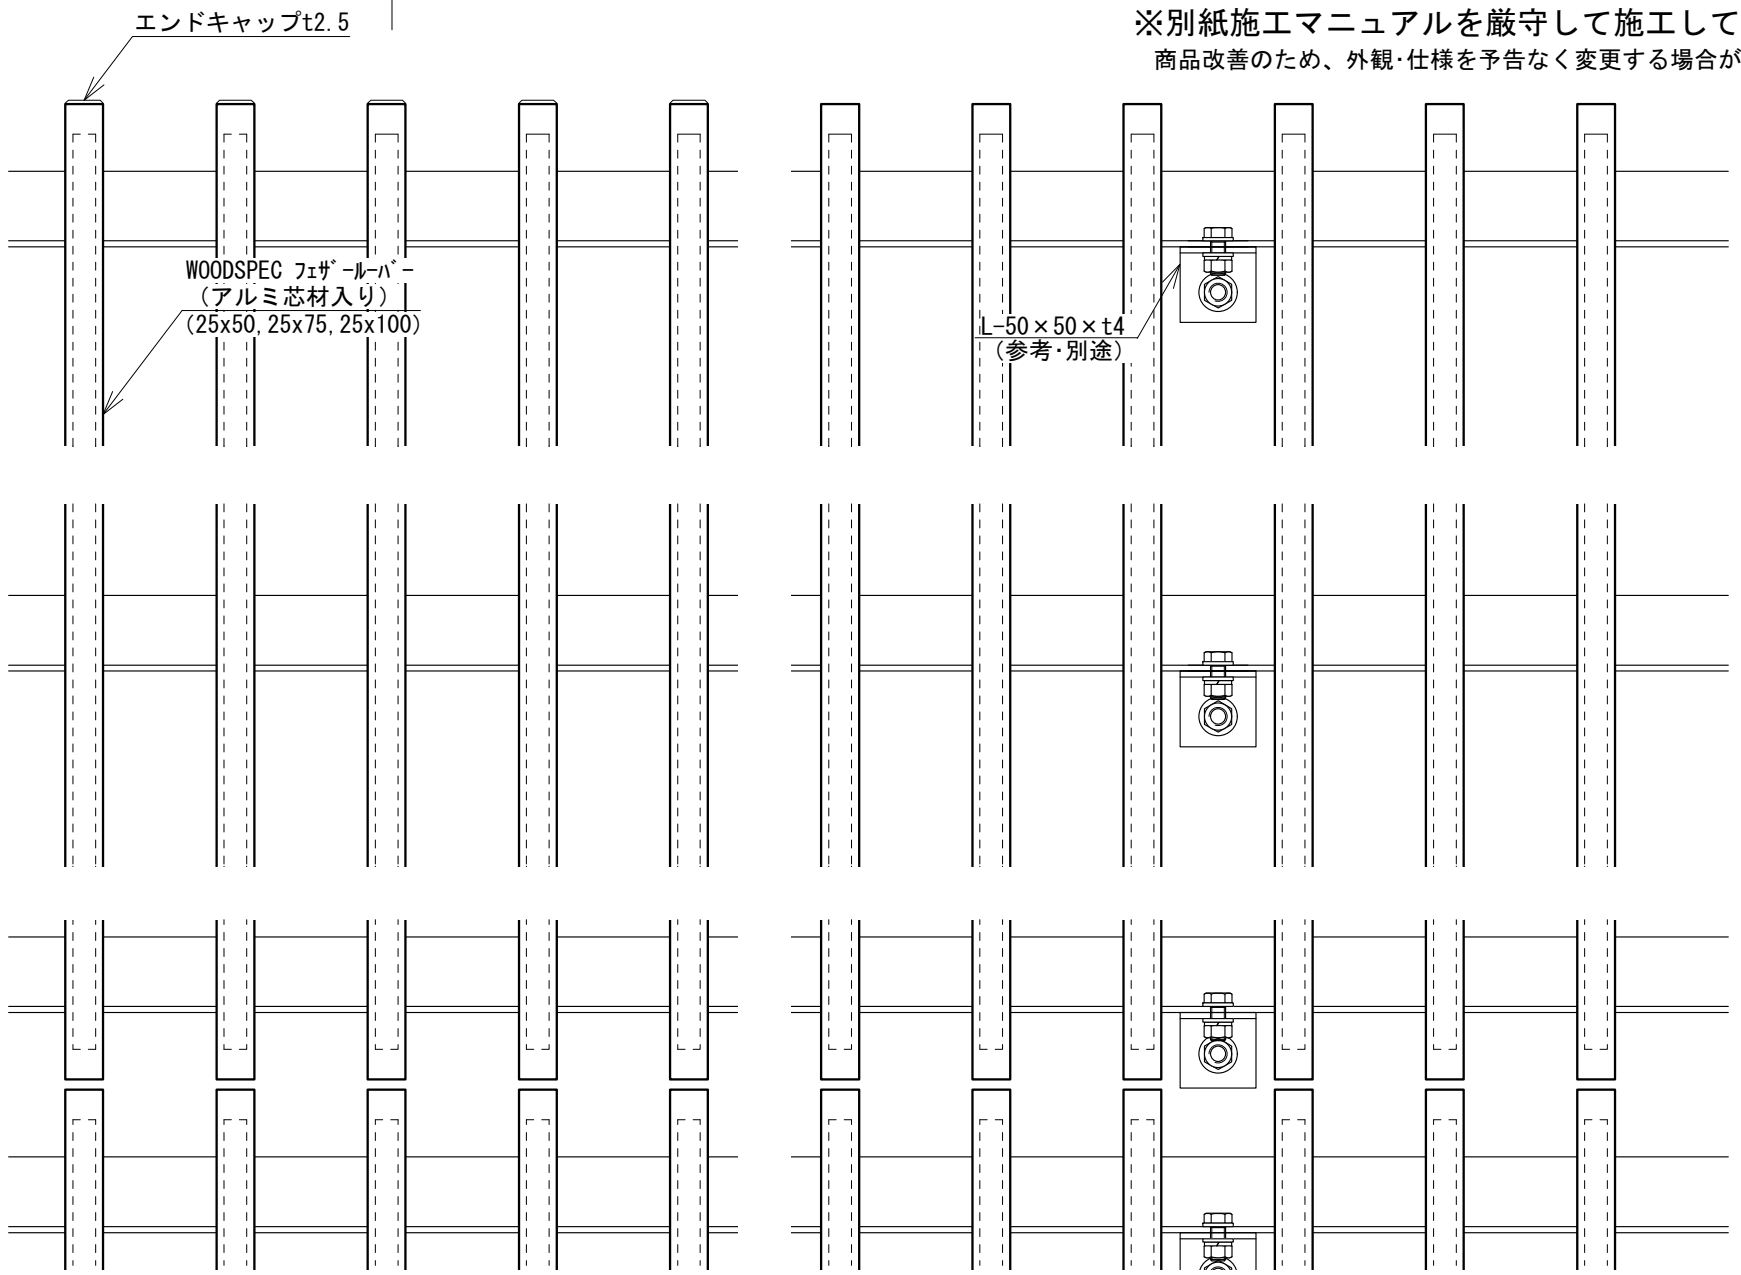 エンドキャップt2.5
※別紙施工マニュアルを厳守して施工して
商品改善のため、外観･仕様を予告なく変更する場合が
WOODSPEC ﾌｪｻﾞｰﾙｰﾊﾞｰ
(アルミ芯材入り)
(25x50,25x75,25x100)
L-50×50×t4
(参考･別途)